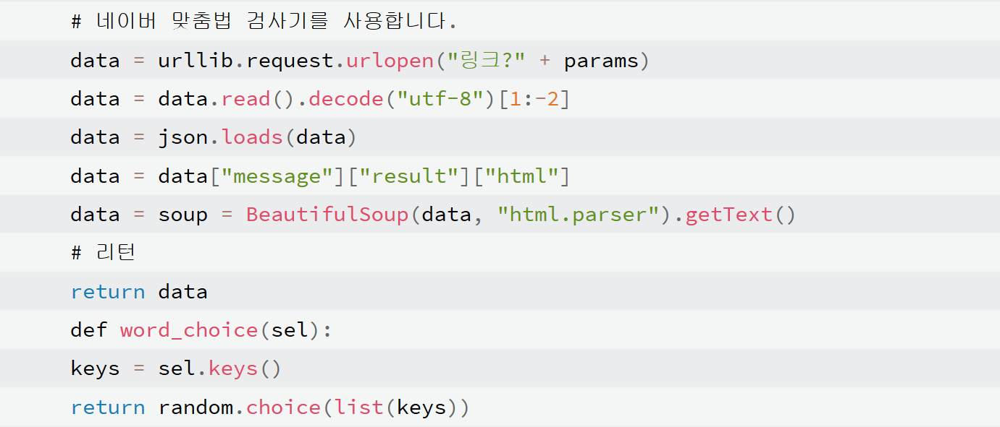 # 네이버 맞춤법 검사기를 사용합니다.
data = urllib.request.urlopen("링크?" + params)
data = data.read().decode("utf-8")[1:-2]
data = json.loads(data)
data = data["message"]["result"]["html"]
data = soup = BeautifulSoup(data, "html.parser").getText()
# 리턴
return data
def word_choice(sel):
keys = sel.keys()
return random.choice(list(keys))